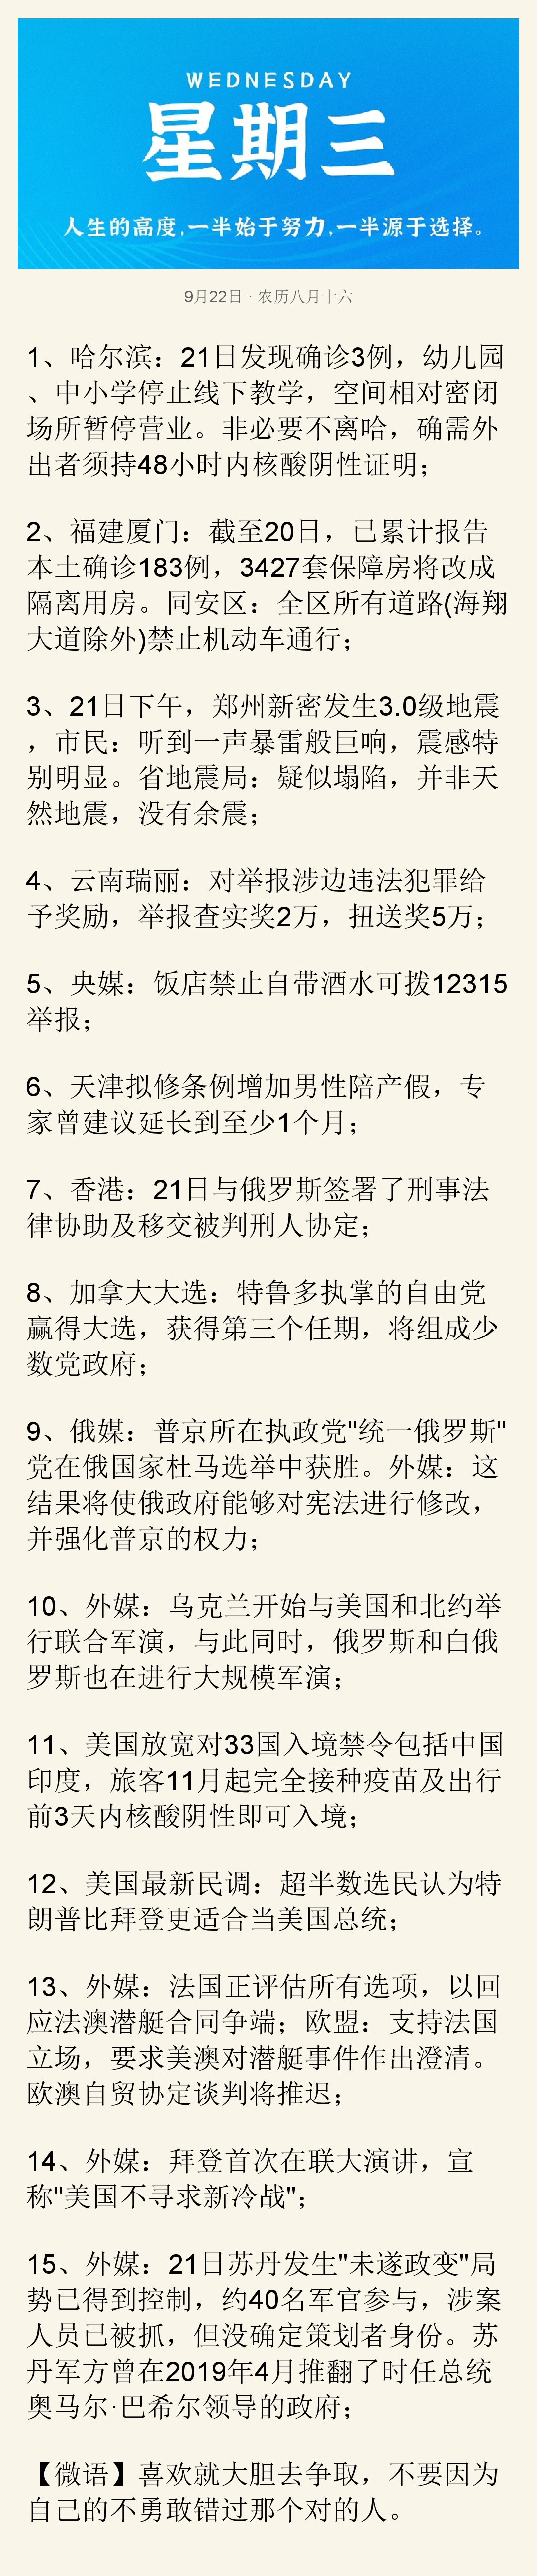 WEDNESDAY
星期三
人生的高度,一半始于努力,一半源于选择。
9月22日 · 农历八月十六
1、哈尔滨：21日发现确诊3例，幼儿园
、中小学停止线下教学，空间相对密闭
场所暂停营业。非必要不离哈，确需外
出者须持48小时内核酸阴性证明；
2、福建厦门：截至20日，已累计报告
本土确诊183例，3427套保障房将改成
隔离用房。同安区：全区所有道路(海翔
大道除外)禁止机动车通行；
3、21日下午，郑州新密发生3.0级地震
，市民：听到一声暴雷般巨响，震感特
别明显。省地震局：疑似塌陷，并非天
然地震，没有余震；
4、云南瑞丽：对举报涉边违法犯罪给
予奖励，举报查实奖2万，扭送奖5万；
5、央媒：饭店禁止自带酒水可拨12315
举报；
6、天津拟修条例增加男性陪产假，专
家曾建议延长到至少1个月；
7、香港：21日与俄罗斯签署了刑事法
律协助及移交被判刑人协定；
8、加拿大大选：特鲁多执掌的自由党
赢得大选，获得第三个任期，将组成少
数党政府；
9、俄媒：普京所在执政党"统一俄罗斯"
党在俄国家杜马选举中获胜。外媒：这
结果将使俄政府能够对宪法进行修改，
并强化普京的权力；
10、外媒：乌克兰开始与美国和北约举
行联合军演，与此同时，俄罗斯和白俄
罗斯也在进行大规模军演；
11、美国放宽对33国入境禁令包括中国
印度，旅客11月起完全接种疫苗及出行
前3天内核酸阴性即可入境；
12、美国最新民调：超半数选民认为特
朗普比拜登更适合当美国总统；
13、外媒：法国正评估所有选项，以回
应法澳潜艇合同争端；欧盟：支持法国
立场，要求美澳对潜艇事件作出澄清。
欧澳自贸协定谈判将推迟；
14、外媒：拜登首次在联大演讲，宣
称"美国不寻求新冷战"；
15、外媒：21日苏丹发生"未遂政变"局
势已得到控制，约40名军官参与，涉案
人员已被抓，但没确定策划者身份。苏
丹军方曾在2019年4月推翻了时任总统
奥马尔·巴希尔领导的政府；
【微语】喜欢就大胆去争取，不要因为
自己的不勇敢错过那个对的人。